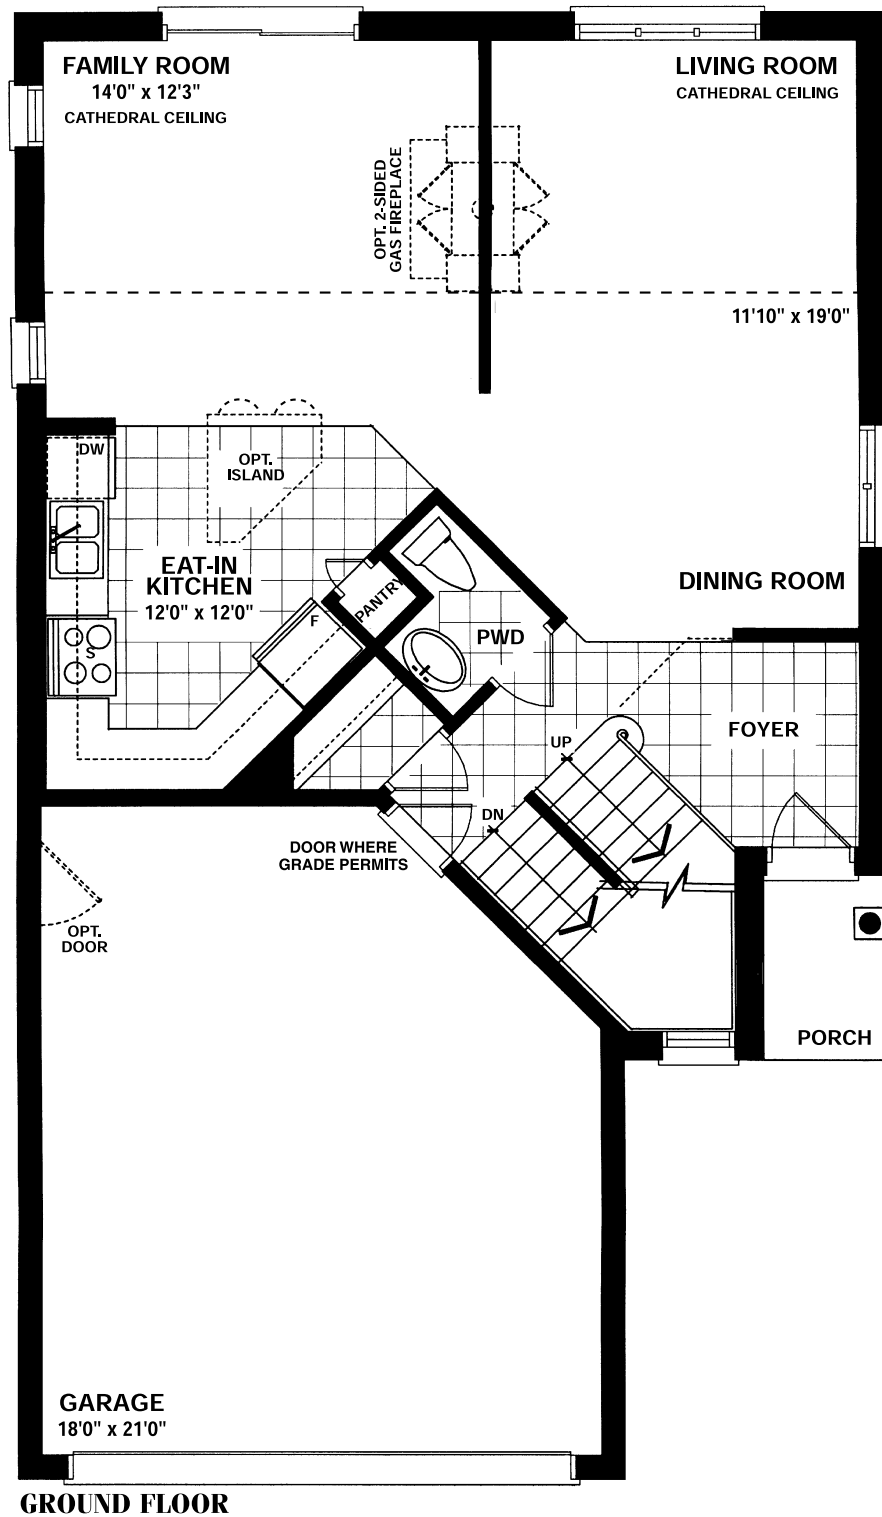 FAMILY ROOM
14'0" x 12'3"
CATHEDRAL CEILING
LIVING ROOM
CATHEDRAL CEILING
OPT. 2-SIDED
GAS FIREPLACE
11'10" x 19'0"
DW
OPT.
ISLAND
EAT-IN
KITCHEN
12'0" x 12'0"
DINING ROOM
PANTRY
F
PWD
S
FOYER
UP
DN
DOOR WHERE
GRADE PERMITS
OPT.
DOOR
PORCH
GARAGE
18'0" x 21'0"
GROUND FLOOR